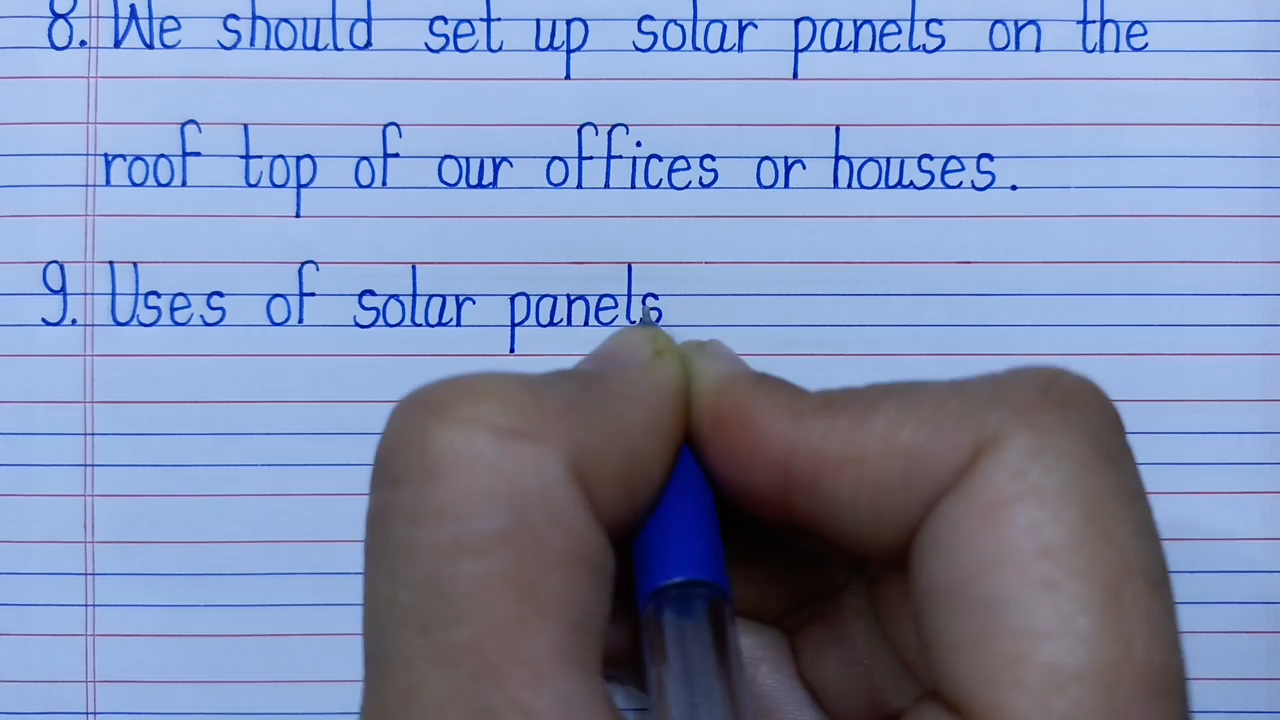 8. We should set up solar panels on the
roof top of our offices or houses.
9. Uses of solar panels